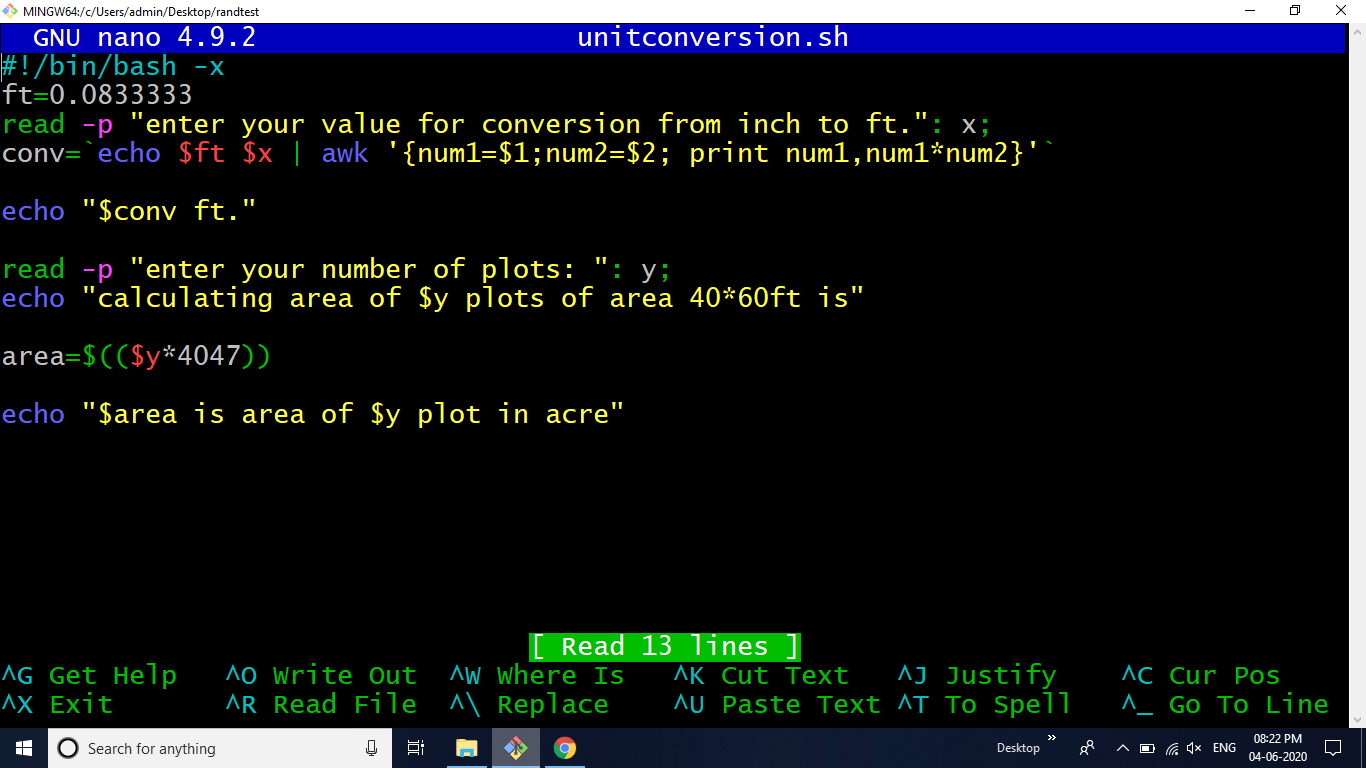 MINGW64:/c/Users/admin/Desktop/randtest
GNU nano 4.9.2 unitconversion.sh
#!/bin/bash -x
ft=0.0833333
read -p "enter your value for conversion from inch to ft.": x;
conv=`echo $ft $x | awk '{num1=$1;num2=$2; print num1,num1*num2}'`
echo "$conv ft."
read -p "enter your number of plots: ": y;
echo "calculating area of $y plots of area 40*60ft is"
area=$(($y*4047))
echo "$area is area of $y plot in acre"
[ Read 13 lines ]
^G Get Help ^O Write Out ^W Where Is ^K Cut Text ^J Justify ^C Cur Pos
^X Exit ^R Read File ^\ Replace ^U Paste Text ^T To Spell ^_ Go To Line
Search for anything Desktop » ENG 08:22 PM
04-06-2020